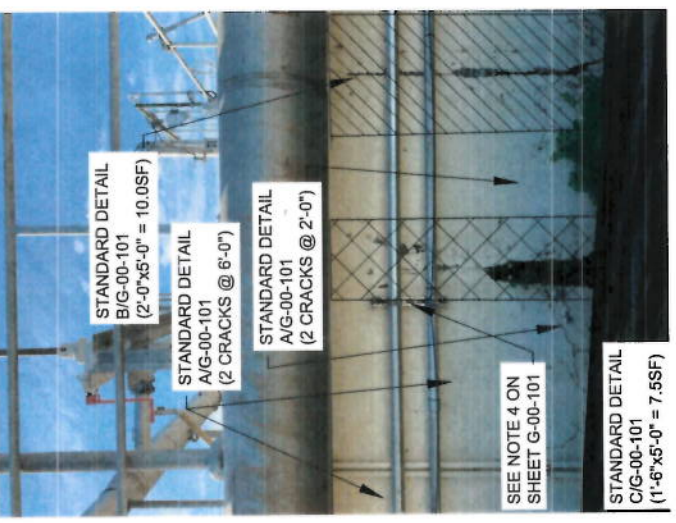 STANDARD DETAIL
B/G-00-101
(2'-0"x5'-0" = 10.0SF)
STANDARD DETAIL
A/G-00-101
(2 CRACKS @ 6'-0")
STANDARD DETAIL
A/G-00-101
(2 CRACKS @ 2'-0")
SEE NOTE 4 ON
SHEET G-00-101
STANDARD DETAIL
C/G-00-101
(1'-6"x5'-0" = 7.5SF)